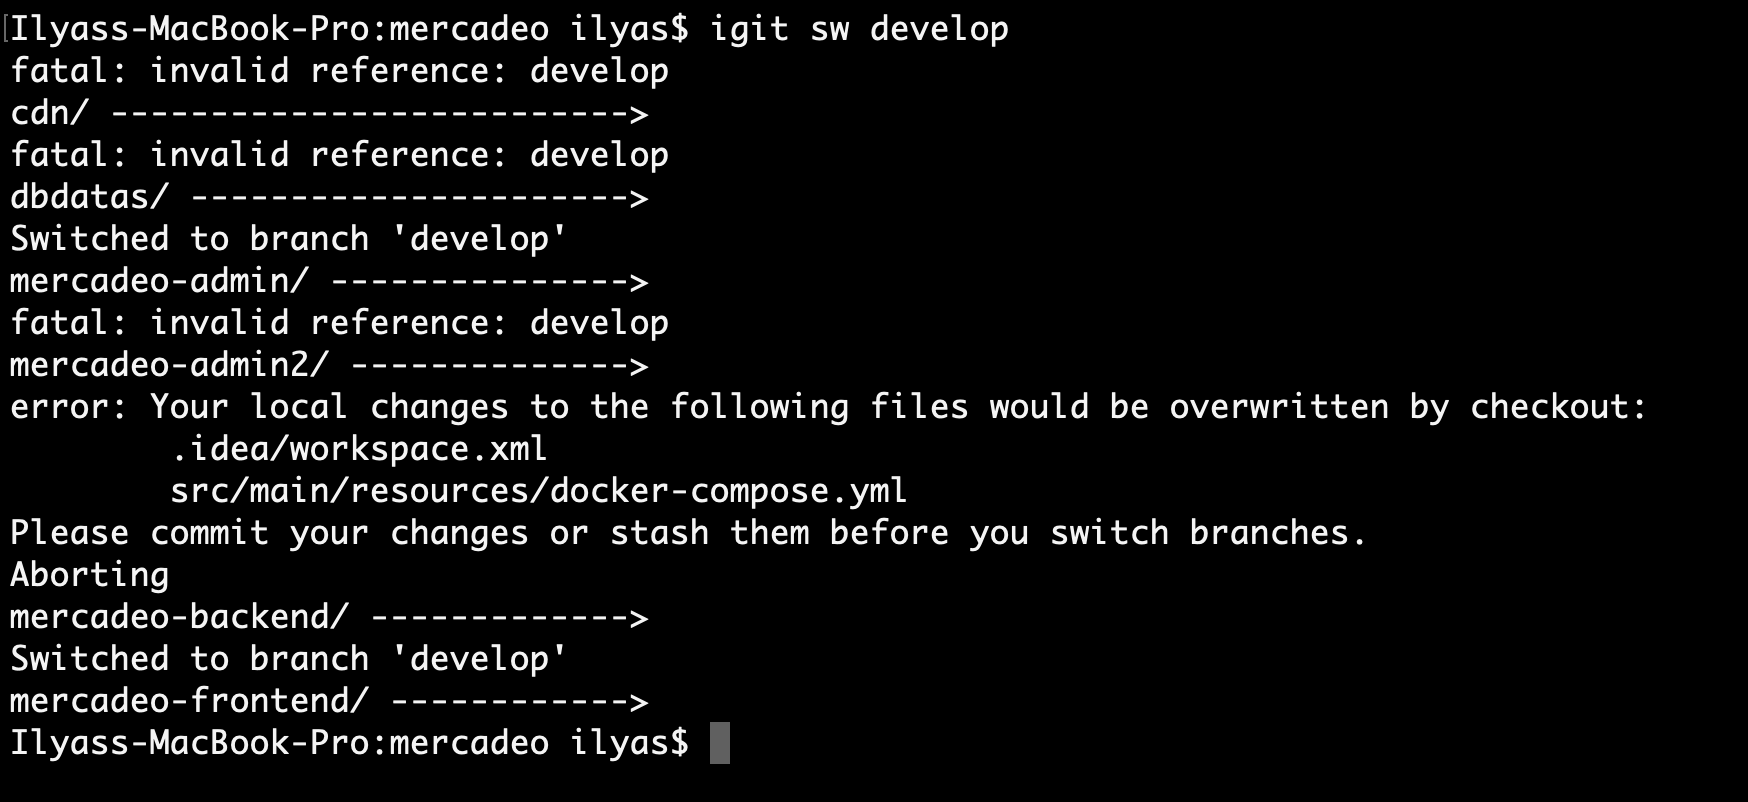 Ilyass-MacBook-Pro:mercadeo ilyas$ igit sw develop
fatal: invalid reference: develop
cdn/ -------------------------->
fatal: invalid reference: develop
dbdatas/ ---------------------->
Switched to branch 'develop'
mercadeo-admin/ --------------->
fatal: invalid reference: develop
mercadeo-admin2/ -------------->
error: Your local changes to the following files would be overwritten by checkout:
        .idea/workspace.xml
        src/main/resources/docker-compose.yml
Please commit your changes or stash them before you switch branches.
Aborting
mercadeo-backend/ ------------->
Switched to branch 'develop'
mercadeo-frontend/ ------------>
Ilyass-MacBook-Pro:mercadeo ilyas$